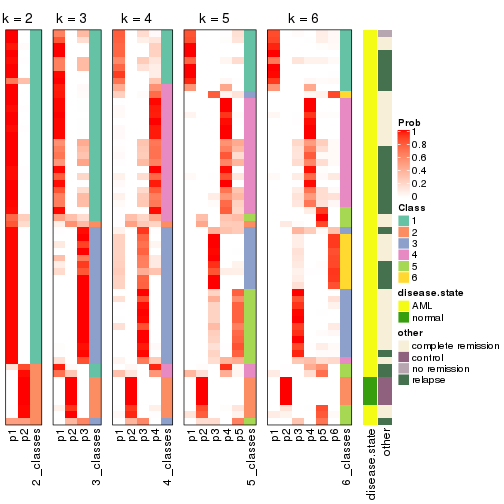 k = 2 k = 3 k = 4 k = 5 k = 6
p1 p2 2_classes p1 p2 p3 3_classes p1 p2 p3 p4 4_classes p1 p2 p3 p4 p5 5_classes p1 p2 p3 p4 p5 p6 6_classes disease.state other
Prob
1
0.8
0.6
0.4
0.2
0
Class
1
2
3
4
5
6
disease.state
AML
normal
other
complete remission
control
no remission
relapse